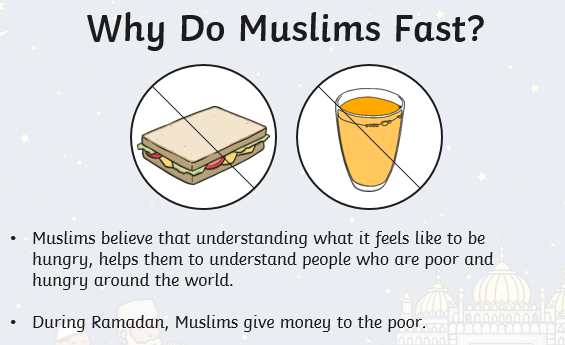 Why Do Muslims Fast?
• Muslims believe that understanding what it feels like to be
hungry, helps them to understand people who are poor and
hungry around the world.
• During Ramadan, Muslims give money to the poor.